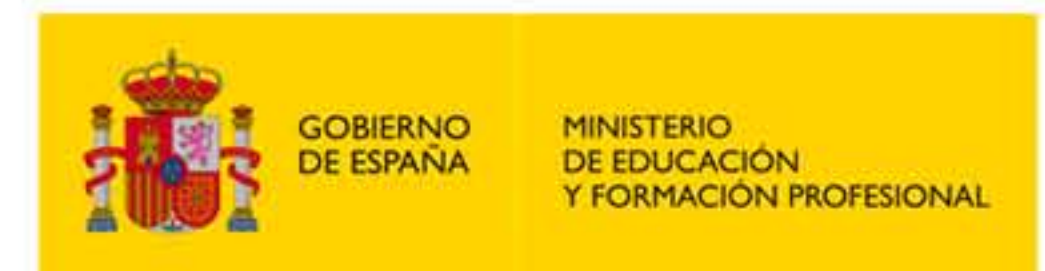 GOBIERNO
DE ESPAÑA
MINISTERIO
DE EDUCACIÓN
Y FORMACIÓN PROFESIONAL